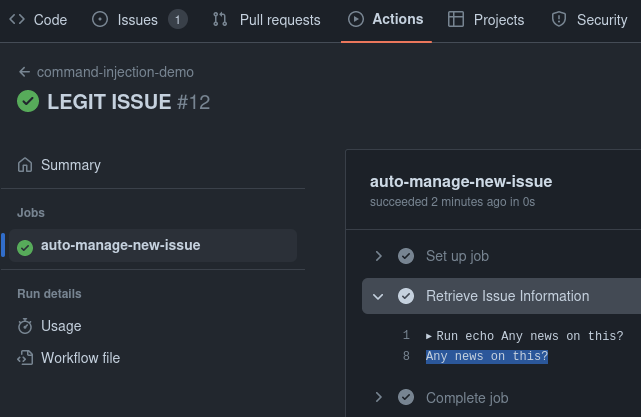 Code Issues 1 Pull requests Actions Projects Security
command-injection-demo
LEGIT ISSUE #12
Summary
Jobs
auto-manage-new-issue
Run details
Usage
Workflow file
auto-manage-new-issue
succeeded 2 minutes ago in 0s
Set up job
Retrieve Issue Information
1 Run echo Any news on this?
8 Any news on this?
Complete job